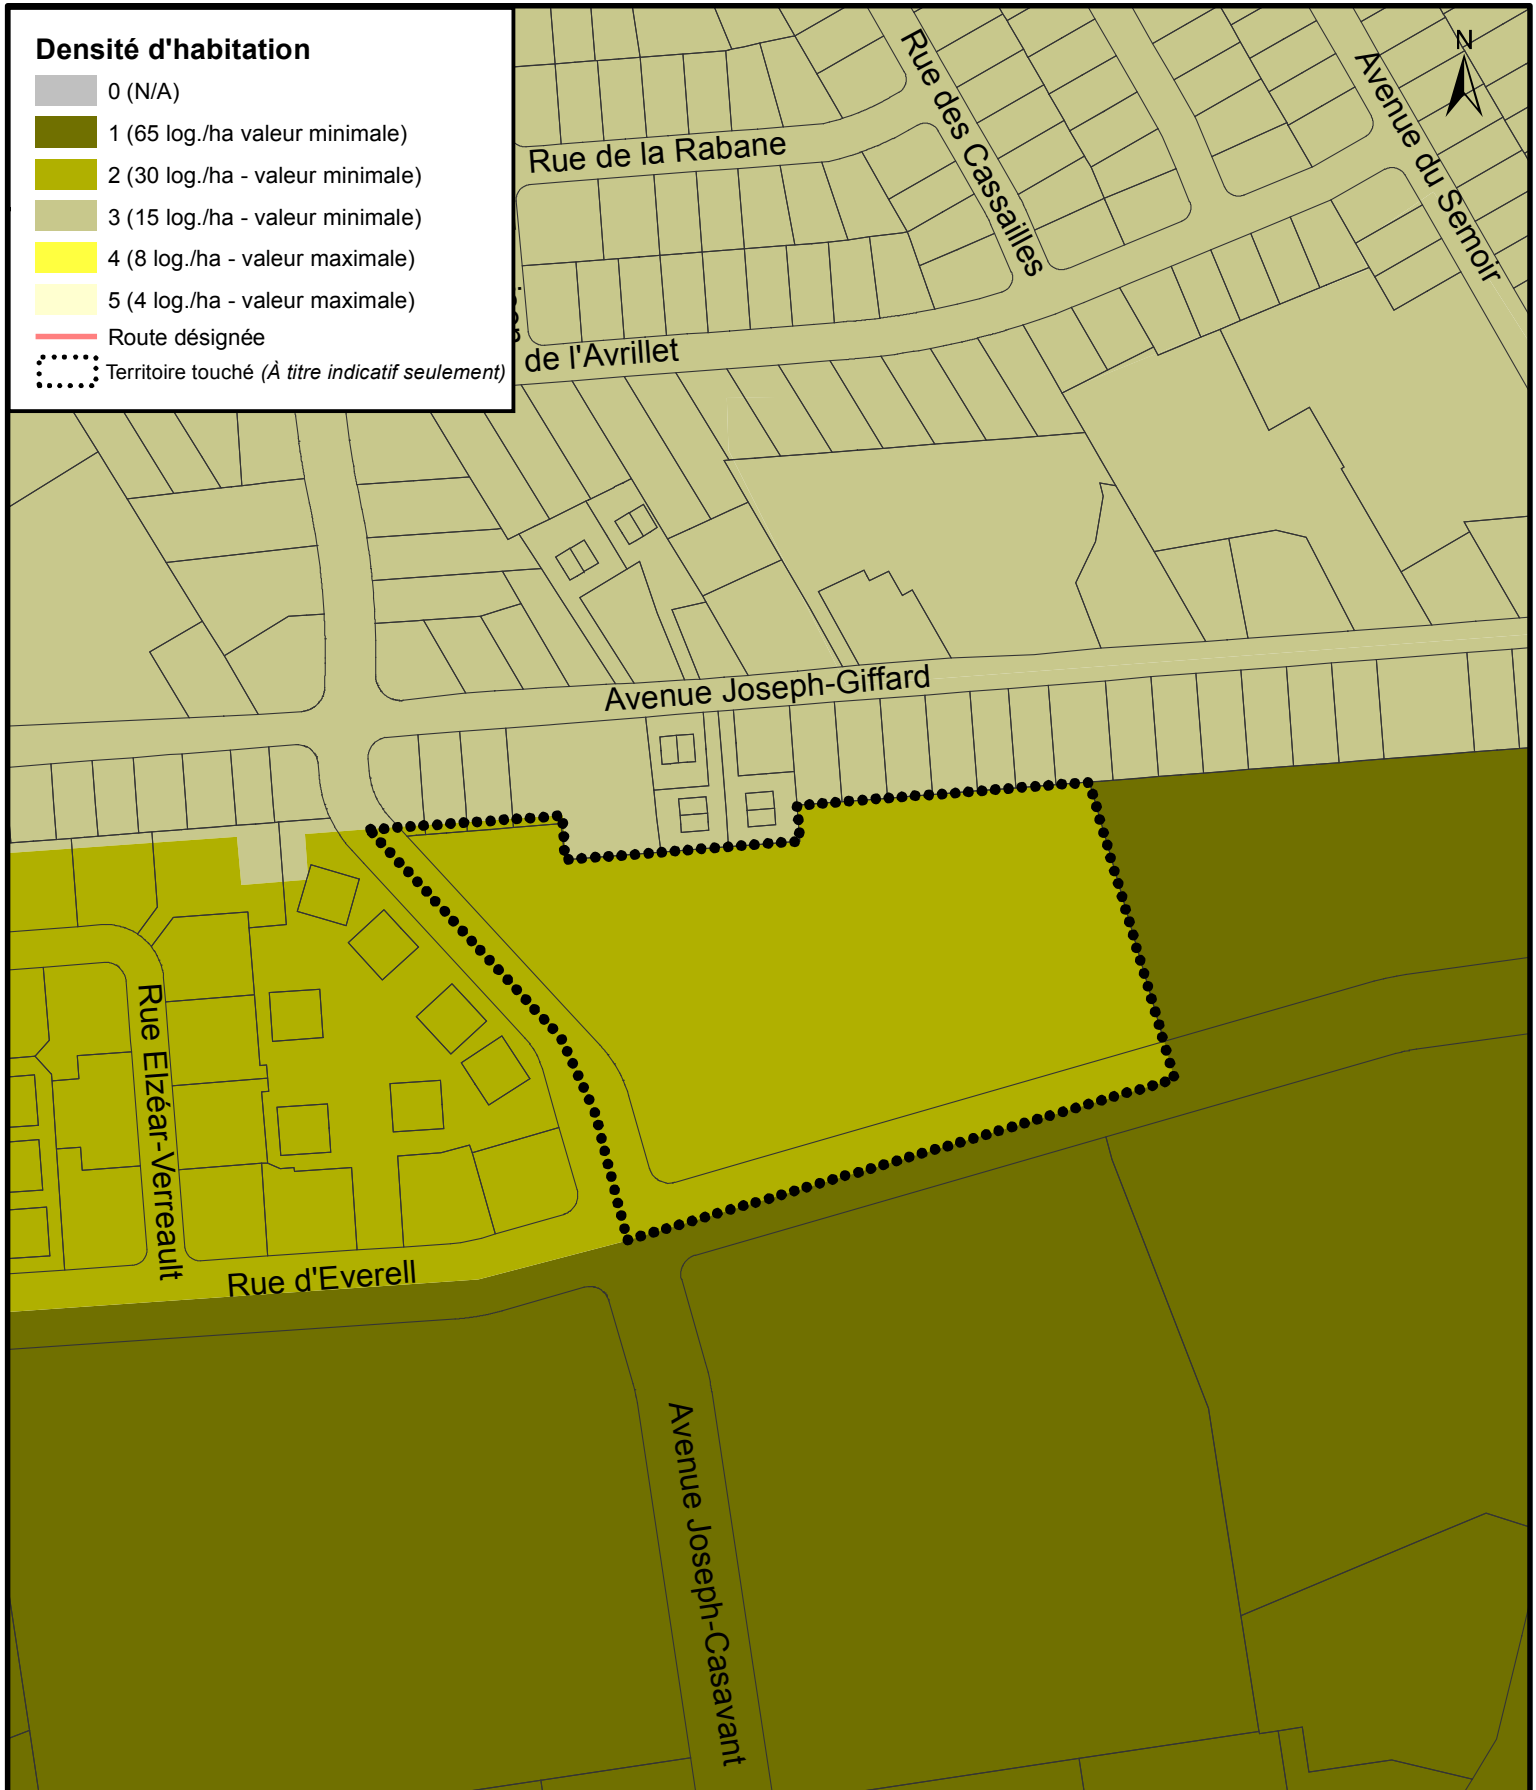 Densité d'habitation
0 (N/A)
1 (65 log./ha valeur minimale)
2 (30 log./ha - valeur minimale)
3 (15 log./ha - valeur minimale)
4 (8 log./ha - valeur maximale)
5 (4 log./ha - valeur maximale)
Route désignée
Territoire touché (À titre indicatif seulement)
N
Rue des Cassailles
Avenue du Semoir
Rue de la Rabane
de l'Avrillet
Avenue Joseph-Giffard
Rue Elzéar-Verreault
Rue d'Everell
Avenue Joseph-Casavant